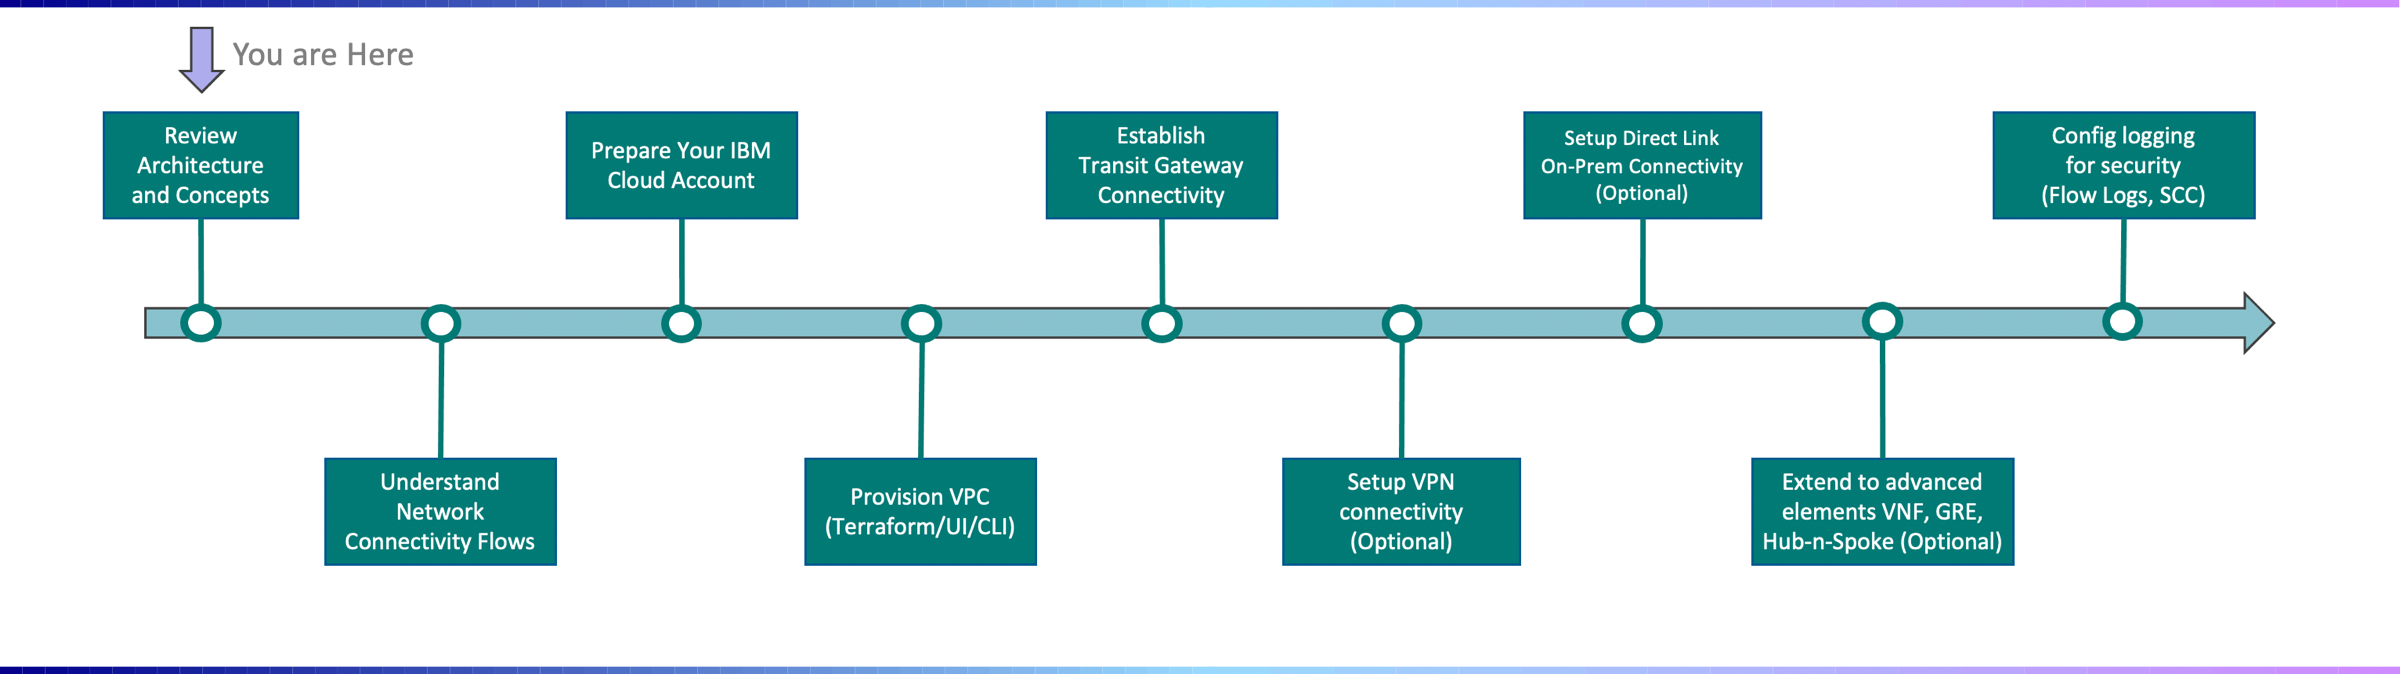 You are Here
Review
Architecture
and Concepts
Understand
Network
Connectivity Flows
Prepare Your IBM
Cloud Account
Provision VPC
(Terraform/UI/CLI)
Establish
Transit Gateway
Connectivity
Setup VPN
connectivity
(Optional)
Setup Direct Link
On-Prem Connectivity
(Optional)
Extend to advanced
elements VNF, GRE,
Hub-n-Spoke (Optional)
Config logging
for security
(Flow Logs, SCC)